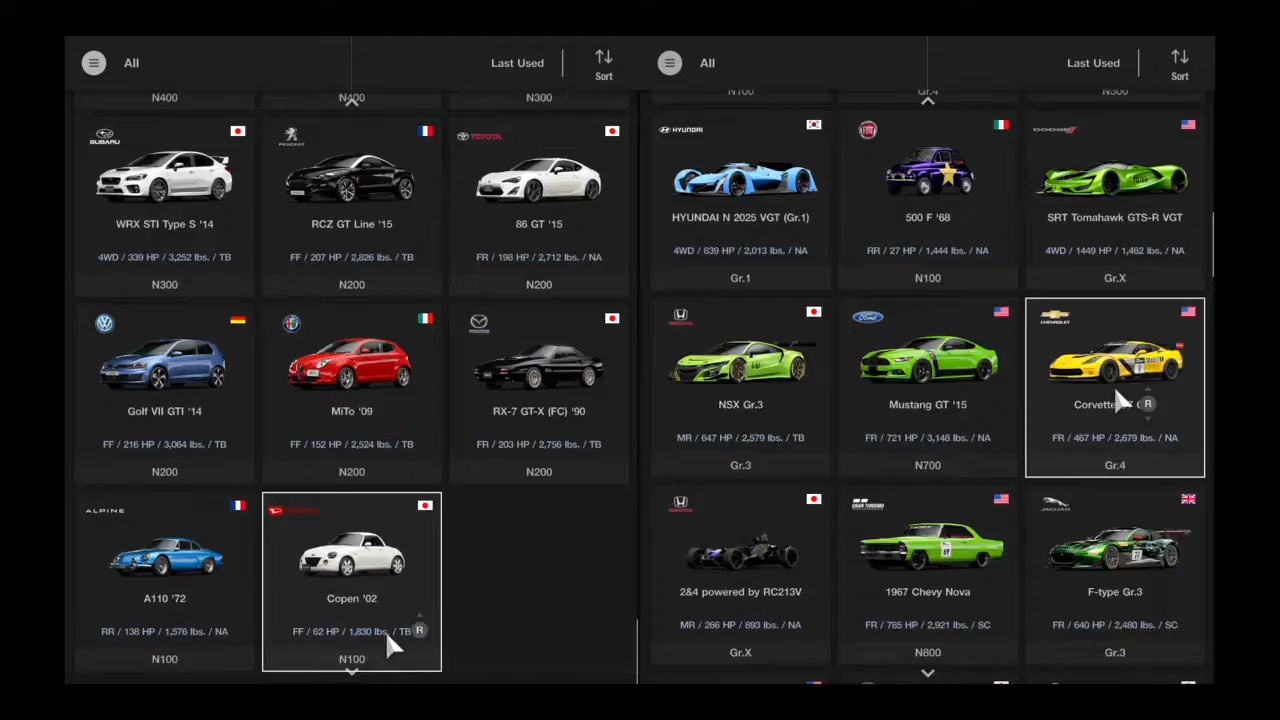 All
Last Used
Sort
N400
N400
N300
SUBARU
PEUGEOT
TOYOTA
WRX STI Type S '14
RCZ GT Line '15
86 GT '15
4WD / 339 HP / 3,252 lbs. / TB
FF / 207 HP / 2,826 lbs. / TB
FR / 198 HP / 2,712 lbs. / NA
N300
N200
N200
Golf VII GTI '14
MiTo '09
RX-7 GT-X (FC) '90
FF / 216 HP / 3,064 lbs. / TB
FF / 152 HP / 2,524 lbs. / TB
FR / 203 HP / 2,756 lbs. / TB
N200
N200
N200
ALPINE
A110 '72
Copen '02
RR / 138 HP / 1,576 lbs. / NA
FF / 62 HP / 1,830 lbs. / TB
R
N100
N100
All
Last Used
Sort
N100
Gr.4
N500
HYUNDAI
FIAT
DODGE
HYUNDAI N 2025 VGT (Gr.1)
500 F '68
SRT Tomahawk GTS-R VGT
4WD / 839 HP / 2,013 lbs. / NA
RR / 27 HP / 1,444 lbs. / NA
4WD / 1449 HP / 1,462 lbs. / NA
Gr.1
N100
Gr.X
HONDA
Ford
CHEVROLET
NSX Gr.3
Mustang GT '15
Corvette
R
MR / 647 HP / 2,579 lbs. / TB
FR / 721 HP / 3,148 lbs. / NA
FR / 467 HP / 2,679 lbs. / NA
Gr.3
N700
Gr.4
HONDA
GRAN TURISMO
JAGUAR
2&4 powered by RC213V
1967 Chevy Nova
F-type Gr.3
MR / 266 HP / 893 lbs. / NA
FR / 785 HP / 2,921 lbs. / SC
FR / 640 HP / 2,480 lbs. / SC
Gr.X
N800
Gr.3